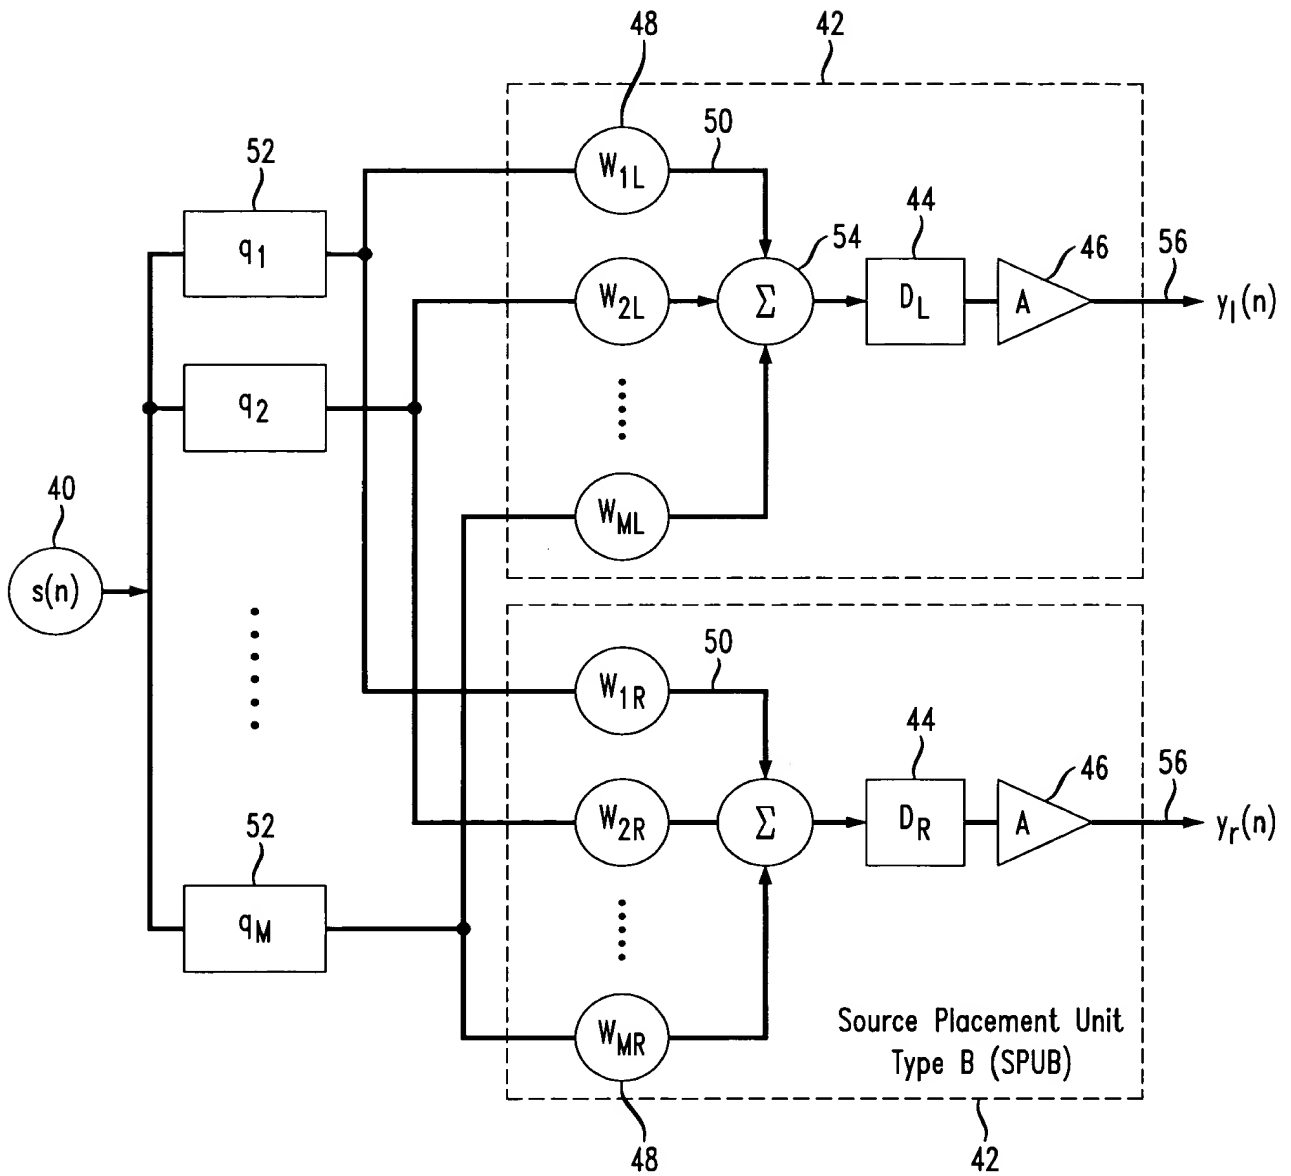 48
42
52
50
W1L
44
q1
54
46
56
W2L
Σ
DL
A
yl(n)
q2
40
WML
s(n)
50
W1R
44
46
56
52
W2R
Σ
DR
A
yr(n)
qM
Source Placement Unit
Type B (SPUB)
WMR
48
42